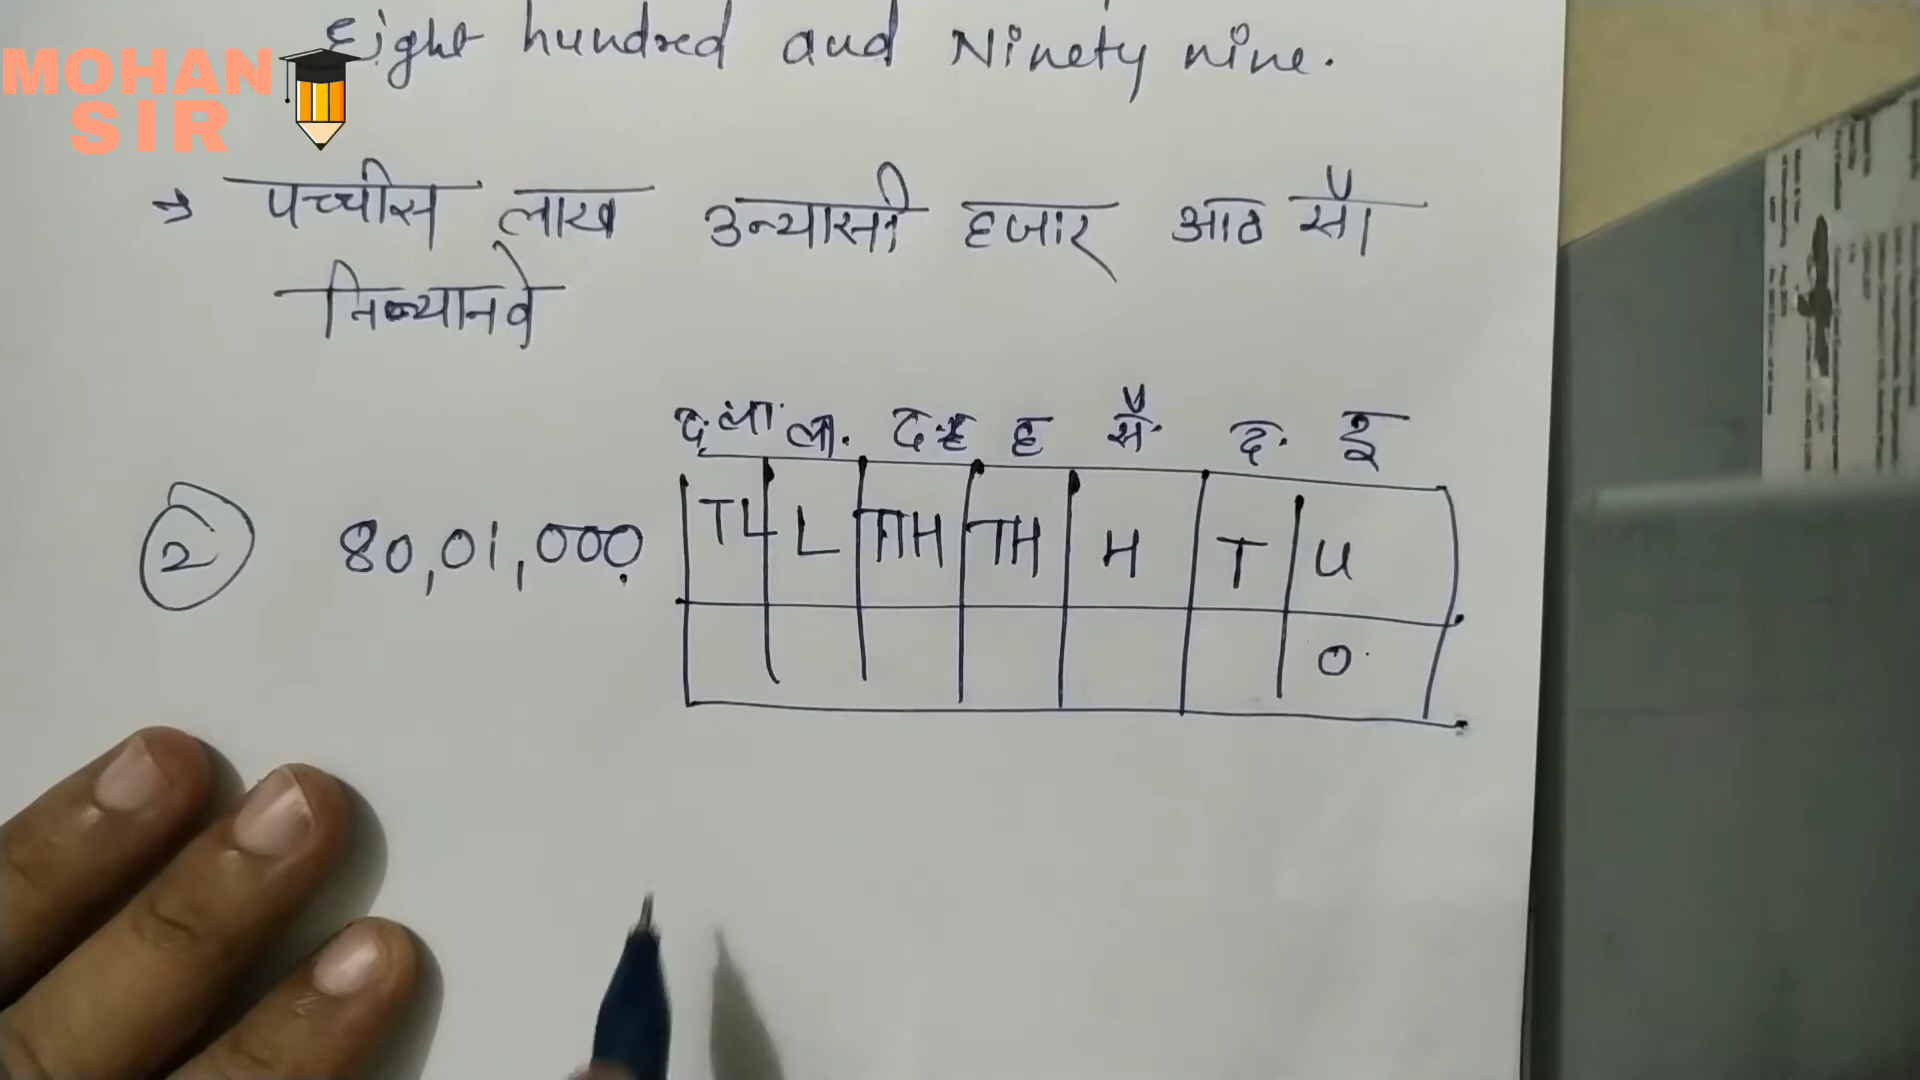 Eight hundred and Ninety nine.
MOHAN
SIR
→ पच्चीस लाख उन्यासी हजार आठ सौ
निन्यानवे
द.ला. ला. द.ह ह सै. द. इ
② 80,01,000 TL L TTH TH H T U
0